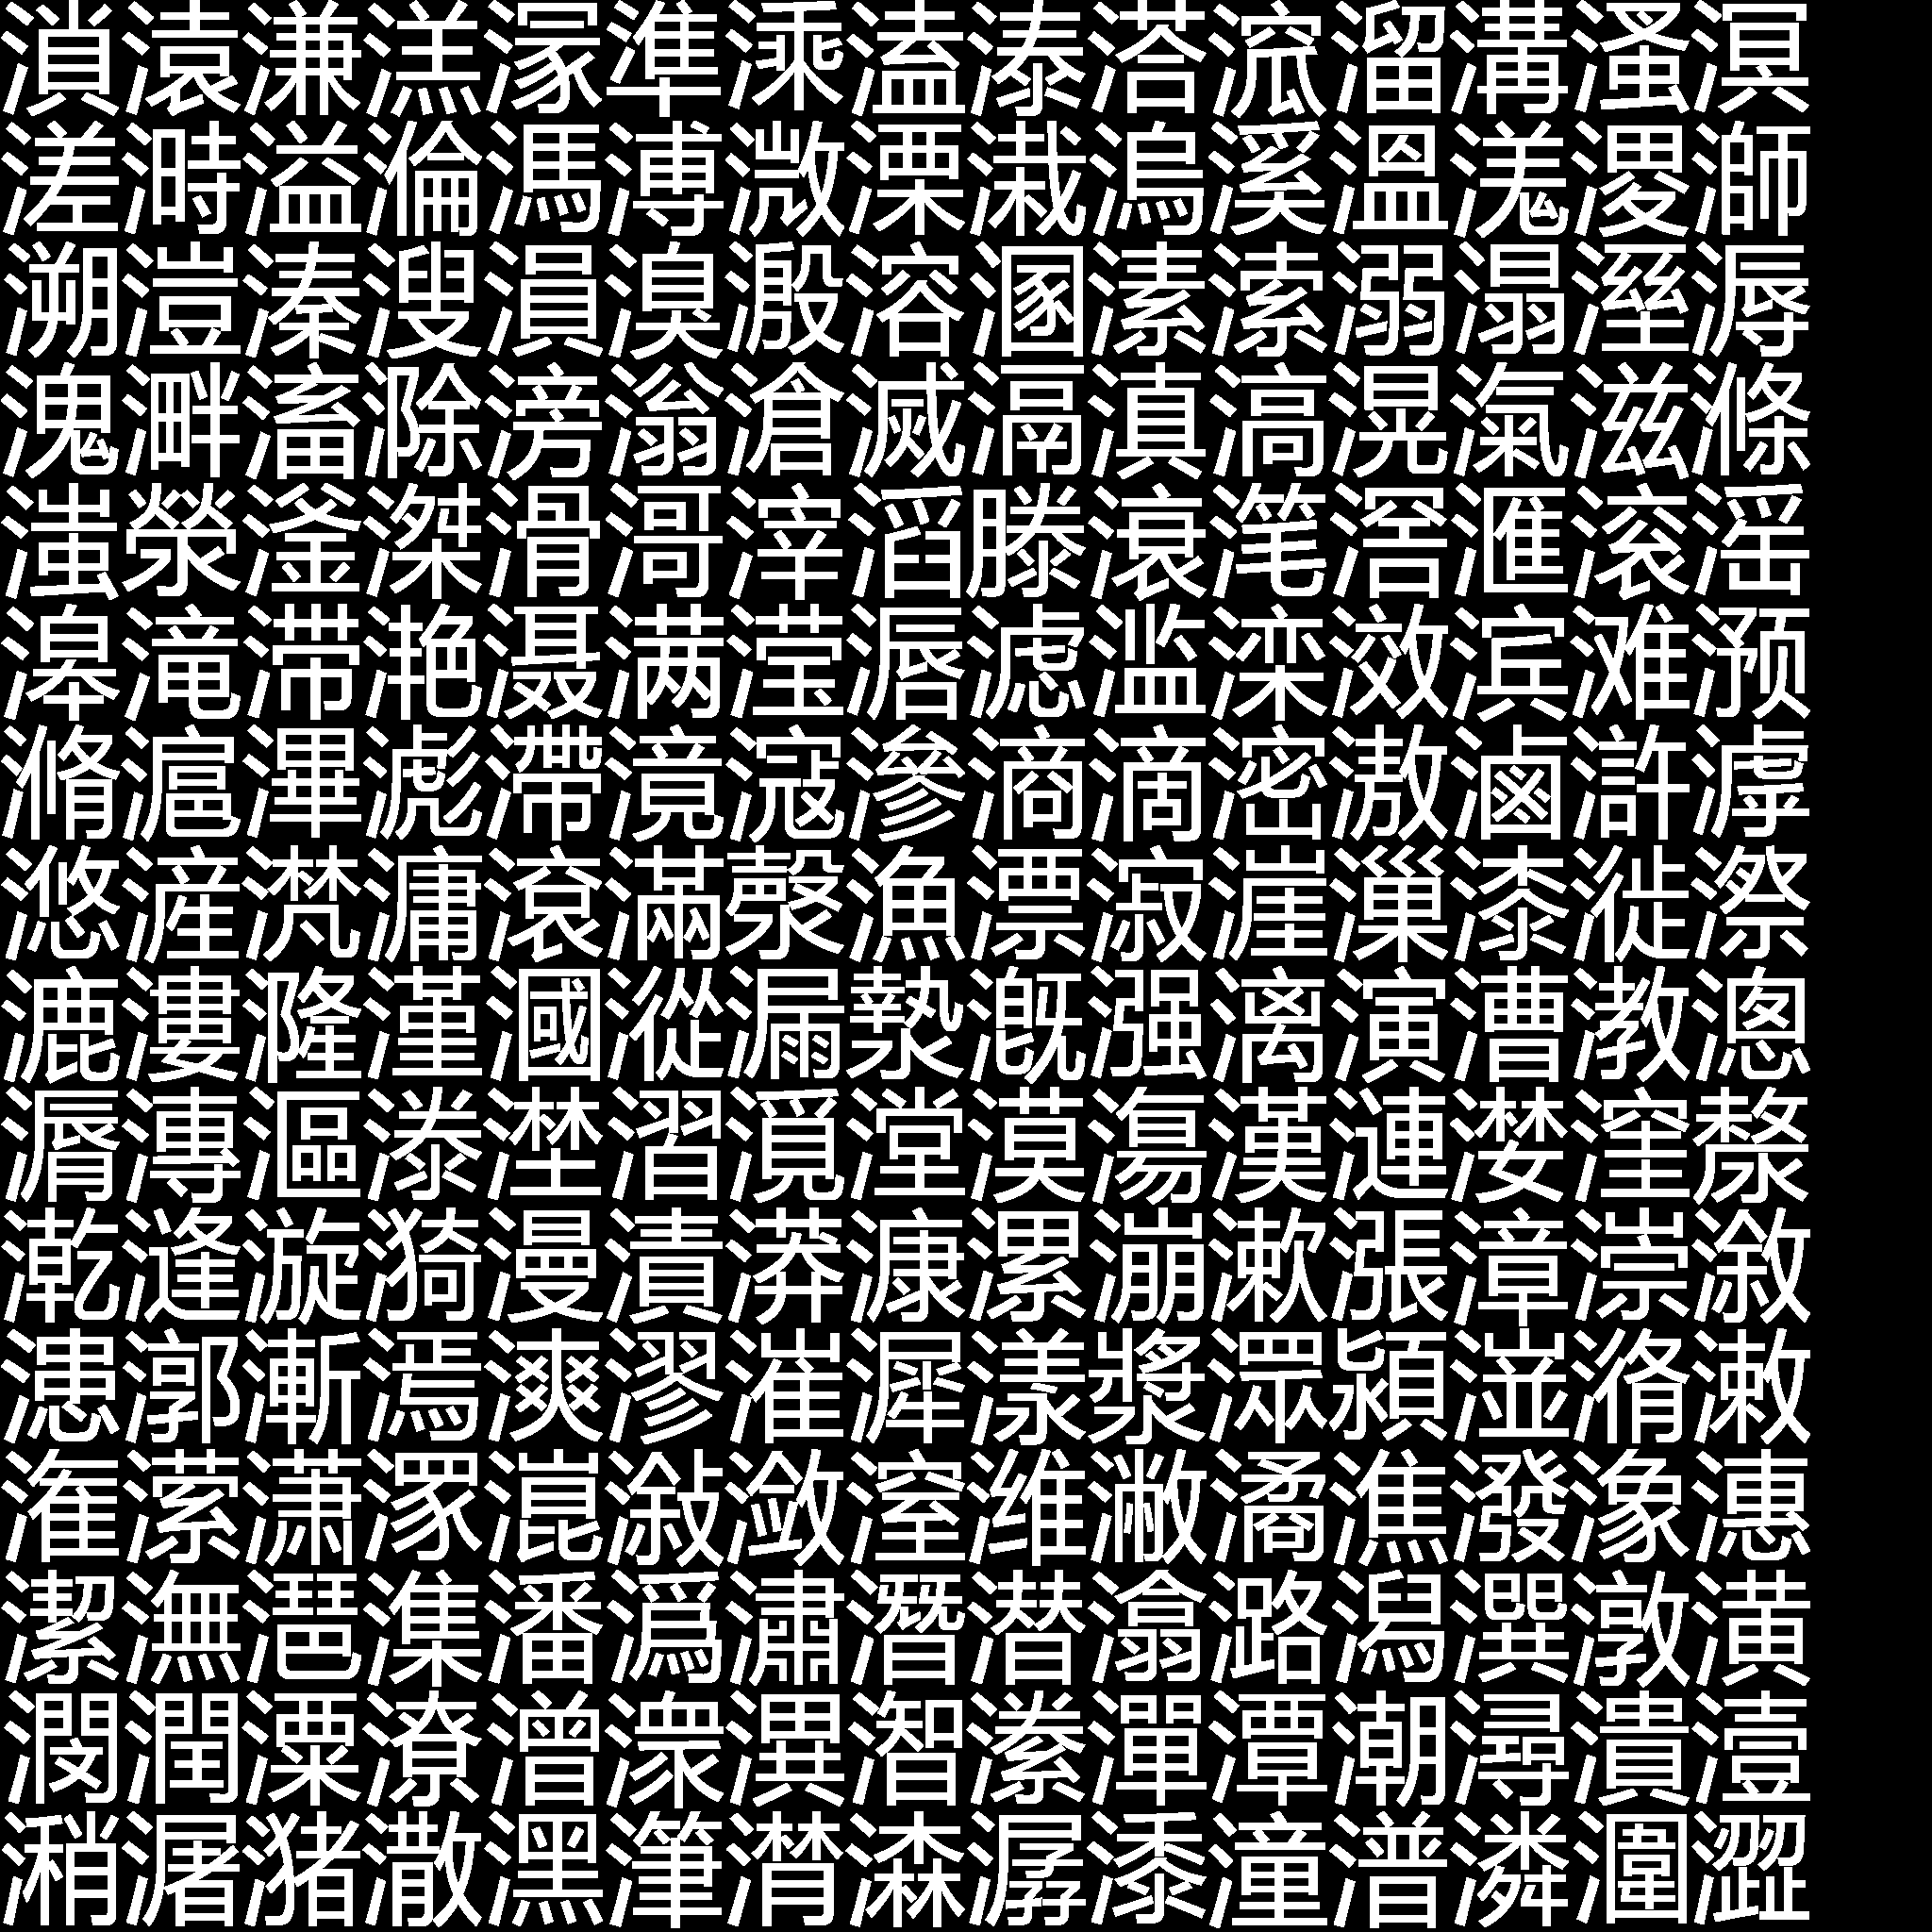 溑溒溓溔溕準溗溘溙溚溛溜溝溞溟
溠溡溢溣溤溥溦溧溨溩溪溫溬溭溮
溯溰溱溲溳溴溵溶溷溸溹溺溻溼溽
溾溿滀滁滂滃滄滅滆滇滈滉滊滋滌
滍滎滏滐滑滒滓滔滕滖滗滘滙滚滛
滜滝滞滟滠满滢滣滤滥滦滧滨滩滪
滫滬滭滮滯滰滱滲滳滴滵滶滷滸滹
滺滻滼滽滾滿漀漁漂漃漄漅漆漇漈
漉漊漋漌漍漎漏漐漑漒漓演漕漖漗
漘漙漚漛漜漝漞漟漠漡漢漣漤漥漦
漧漨漩漪漫漬漭漮漯漰漱漲漳漴漵
漶漷漸漹漺漻漼漽漾漿潀潁潂潃潄
潅潆潇潈潉潊潋潌潍潎潏潐潑潒潓
潔潕潖潗潘潙潚潛潜潝潞潟潠潡潢
潣潤潥潦潧潨潩潪潫潬潭潮潯潰潱
潲潳潴潵潶潷潸潹潺潻潼潽潾潿澀